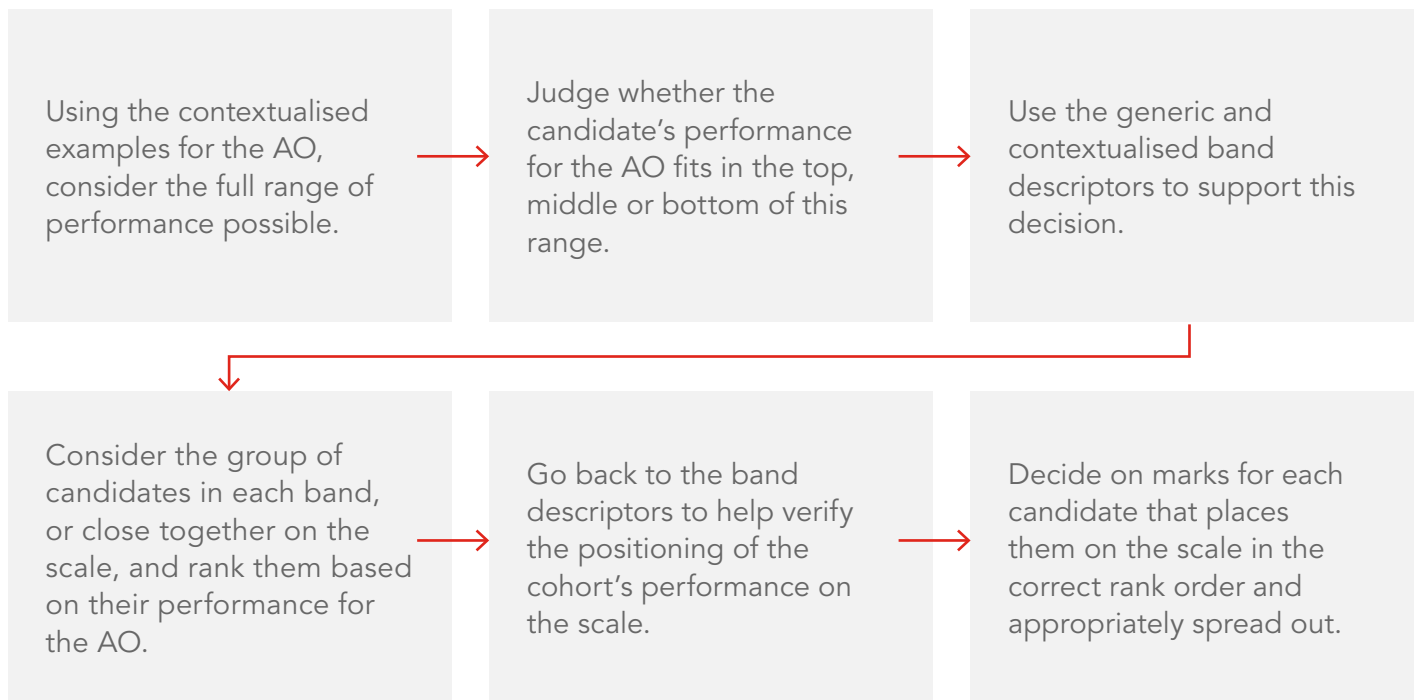 Using the contextualised
examples for the AO,
consider the full range of
performance possible.
Judge whether the
candidate's performance
for the AO fits in the top,
middle or bottom of this
range.
Use the generic and
contextualised band
descriptors to support this
decision.
Consider the group of
candidates in each band,
or close together on the
scale, and rank them based
on their performance for
the AO.
Go back to the band
descriptors to help verify
the positioning of the
cohort's performance on
the scale.
Decide on marks for each
candidate that places
them on the scale in the
correct rank order and
appropriately spread out.